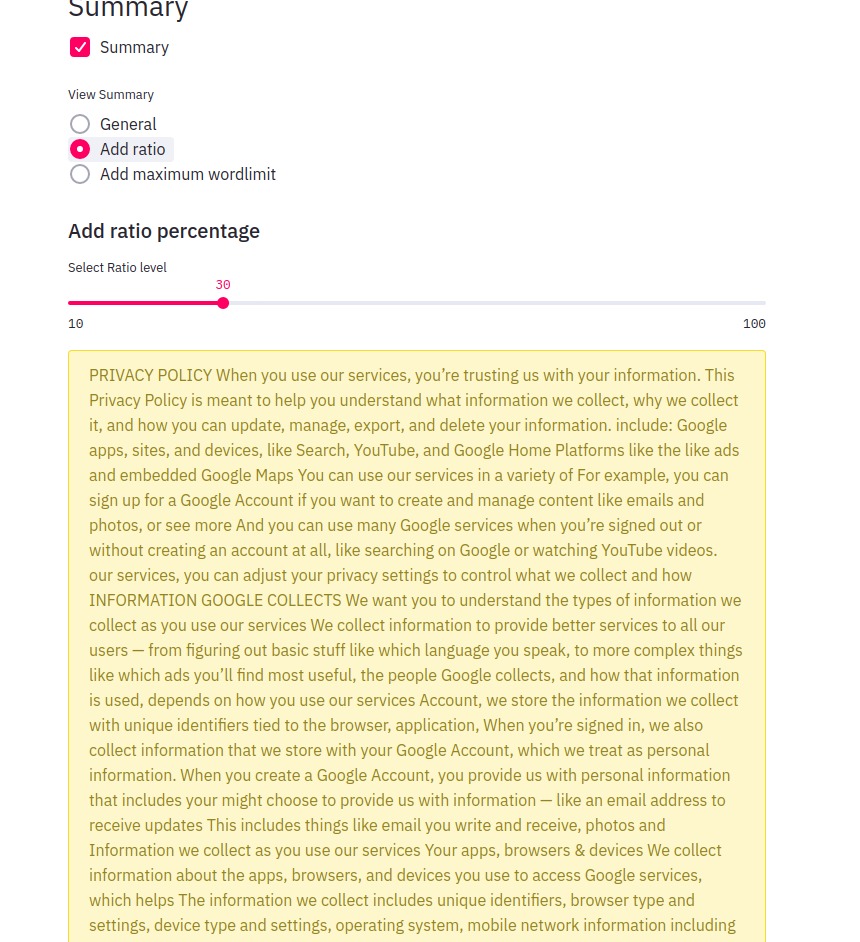 Summary
Summary
View Summary
General
Add ratio
Add maximum wordlimit
Add ratio percentage
Select Ratio level
30
10
100
PRIVACY POLICY When you use our services, you’re trusting us with your information. This
Privacy Policy is meant to help you understand what information we collect, why we collect
it, and how you can update, manage, export, and delete your information. include: Google
apps, sites, and devices, like Search, YouTube, and Google Home Platforms like the like ads
and embedded Google Maps You can use our services in a variety of For example, you can
sign up for a Google Account if you want to create and manage content like emails and
photos, or see more And you can use many Google services when you’re signed out or
without creating an account at all, like searching on Google or watching YouTube videos.
our services, you can adjust your privacy settings to control what we collect and how
INFORMATION GOOGLE COLLECTS We want you to understand the types of information we
collect as you use our services We collect information to provide better services to all our
users — from figuring out basic stuff like which language you speak, to more complex things
like which ads you’ll find most useful, the people Google collects, and how that information
is used, depends on how you use our services Account, we store the information we collect
with unique identifiers tied to the browser, application, When you’re signed in, we also
collect information that we store with your Google Account, which we treat as personal
information. When you create a Google Account, you provide us with personal information
that includes your might choose to provide us with information — like an email address to
receive updates This includes things like email you write and receive, photos and
Information we collect as you use our services Your apps, browsers & devices We collect
information about the apps, browsers, and devices you use to access Google services,
which helps The information we collect includes unique identifiers, browser type and
settings, device type and settings, operating system, mobile network information including